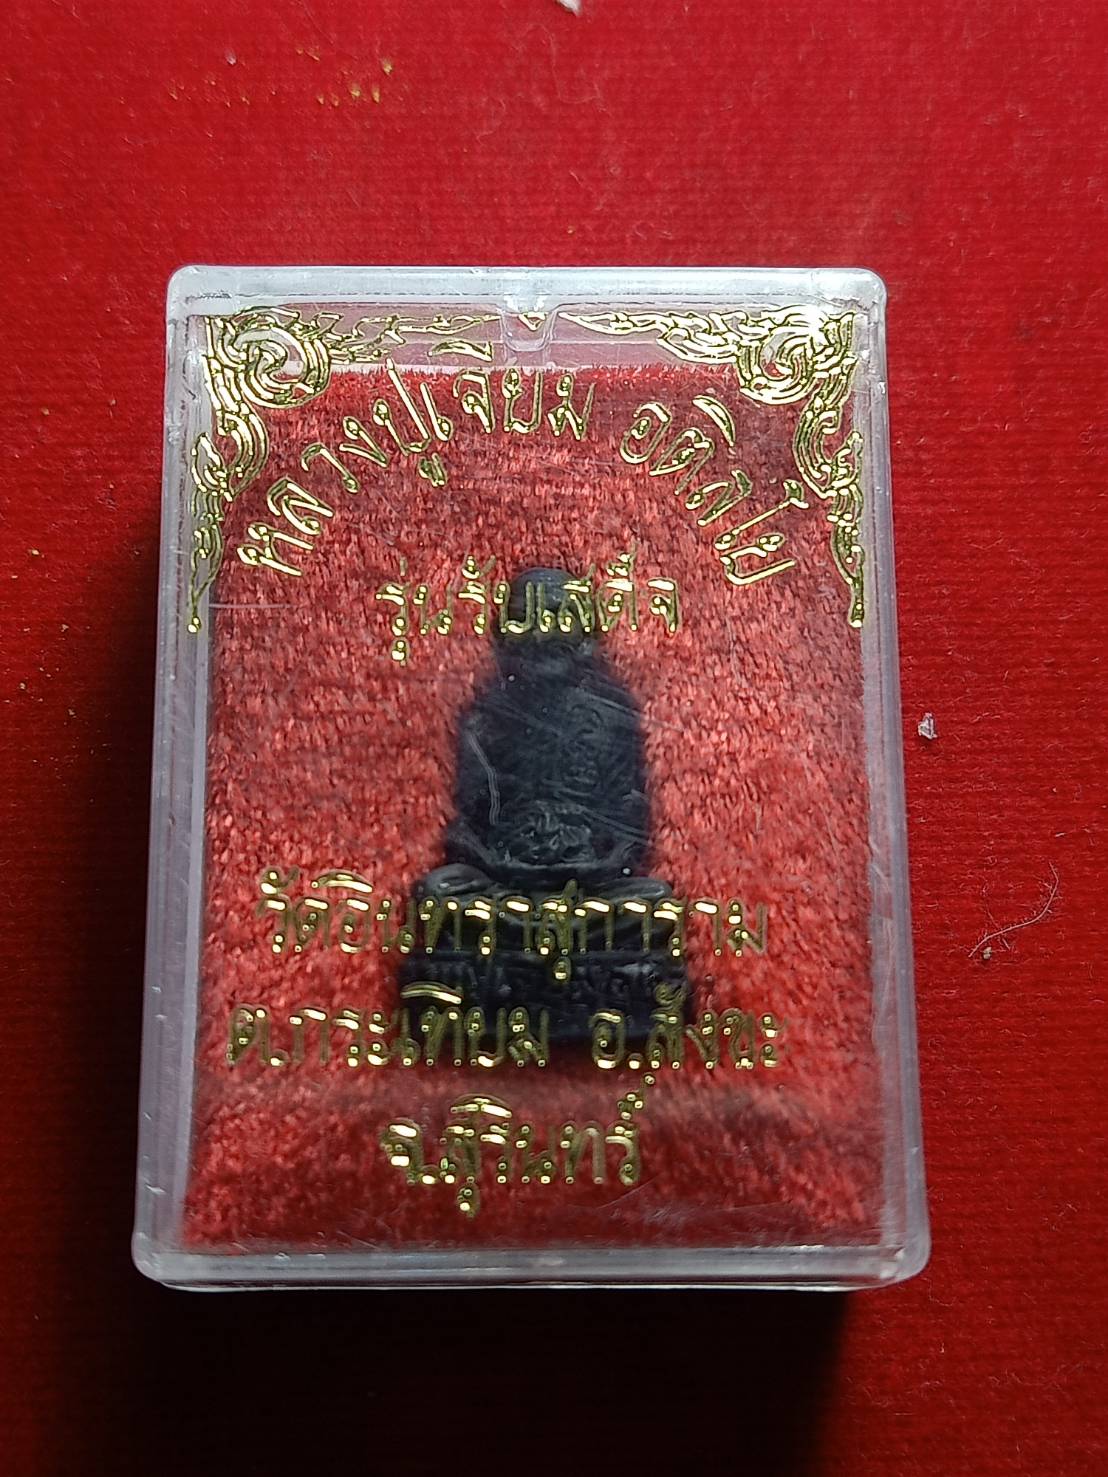 หลวงปู่เจียม อติสโย
รุ่นรับเสด็จ
วัดอินทราสุการาม
ต.กระเทียม อ.สังขะ
จ.สุรินทร์